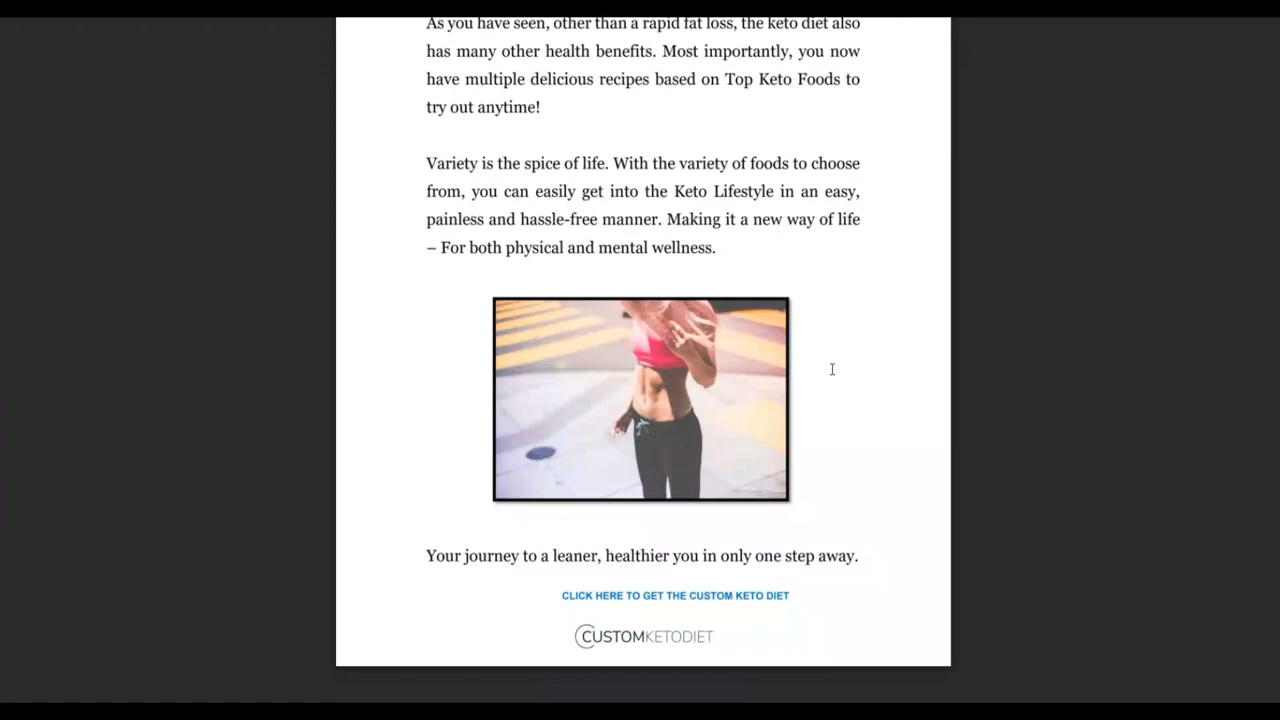 As you have seen, other than a rapid fat loss, the keto diet also
has many other health benefits. Most importantly, you now
have multiple delicious recipes based on Top Keto Foods to
try out anytime!
Variety is the spice of life. With the variety of foods to choose
from, you can easily get into the Keto Lifestyle in an easy,
painless and hassle-free manner. Making it a new way of life
– For both physical and mental wellness.
Your journey to a leaner, healthier you in only one step away.
CLICK HERE TO GET THE CUSTOM KETO DIET
CUSTOMKETODIET